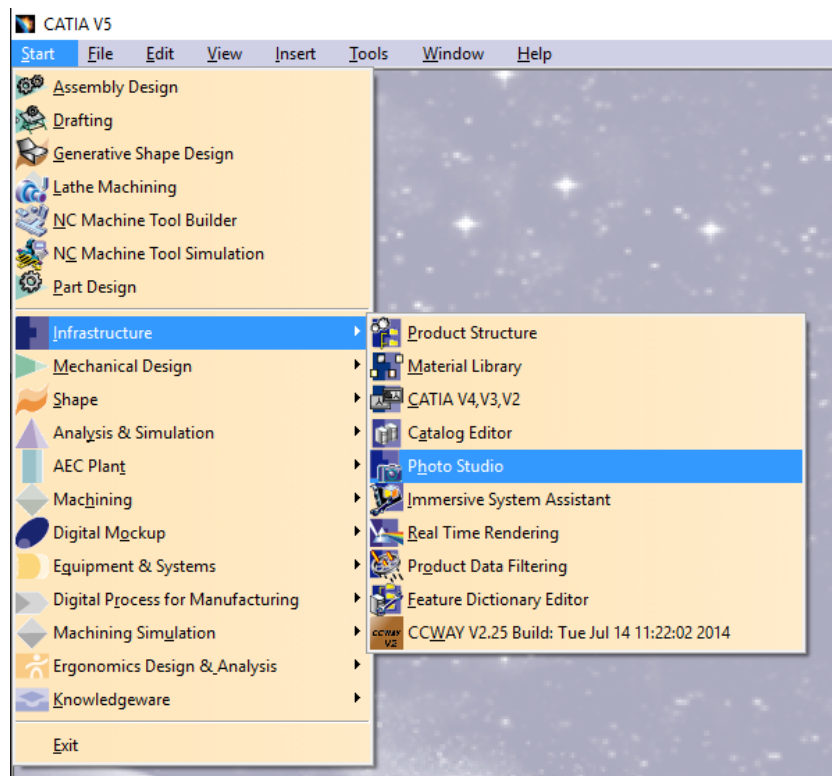 CATIA V5
Start File Edit View Insert Tools Window Help
Assembly Design
Drafting
Generative Shape Design
Lathe Machining
NC Machine Tool Builder
NC Machine Tool Simulation
Part Design
Infrastructure
Mechanical Design
Shape
Analysis & Simulation
AEC Plant
Machining
Digital Mockup
Equipment & Systems
Digital Process for Manufacturing
Machining Simulation
Ergonomics Design & Analysis
Knowledgeware
Exit
Product Structure
Material Library
CATIA V4,V3,V2
Catalog Editor
Photo Studio
Immersive System Assistant
Real Time Rendering
Product Data Filtering
Feature Dictionary Editor
CCWAY V2
CCWAY V2.25 Build: Tue Jul 14 11:22:02 2014